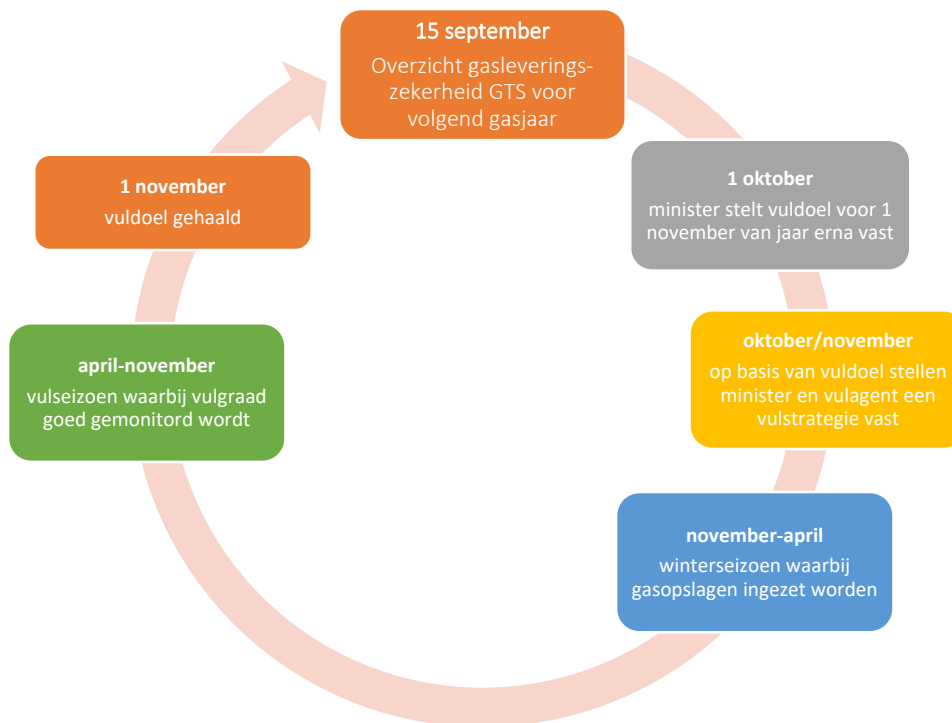 15 september
Overzicht gasleverings-
zekerheid GTS voor
volgend gasjaar
1 oktober
minister stelt vuldoel voor 1
november van jaar erna vast
oktober/november
op basis van vuldoel stellen
minister en vulagent een
vulstrategie vast
november-april
winterseizoen waarbij
gasopslagen ingezet worden
april-november
vulseizoen waarbij vulgraad
goed gemonitord wordt
1 november
vuldoel gehaald